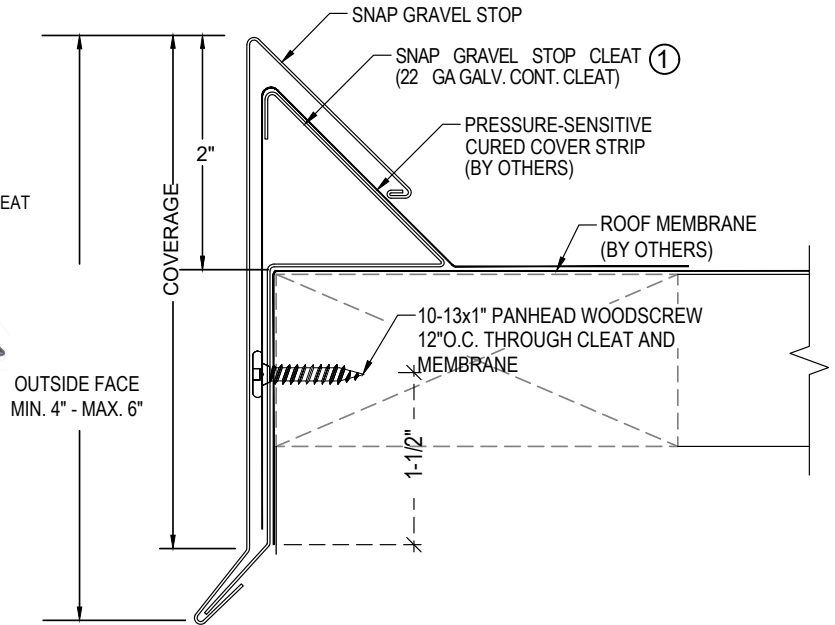 SNAP GRAVEL STOP
SNAP GRAVEL STOP CLEAT 1
(22 GA GALV. CONT. CLEAT)
PRESSURE-SENSITIVE
CURED COVER STRIP
(BY OTHERS)
2"
EAT
COVERAGE
ROOF MEMBRANE
(BY OTHERS)
10-13x1" PANHEAD WOODSCREW
12"O.C. THROUGH CLEAT AND
MEMBRANE
OUTSIDE FACE
MIN. 4" - MAX. 6"
1-1/2"